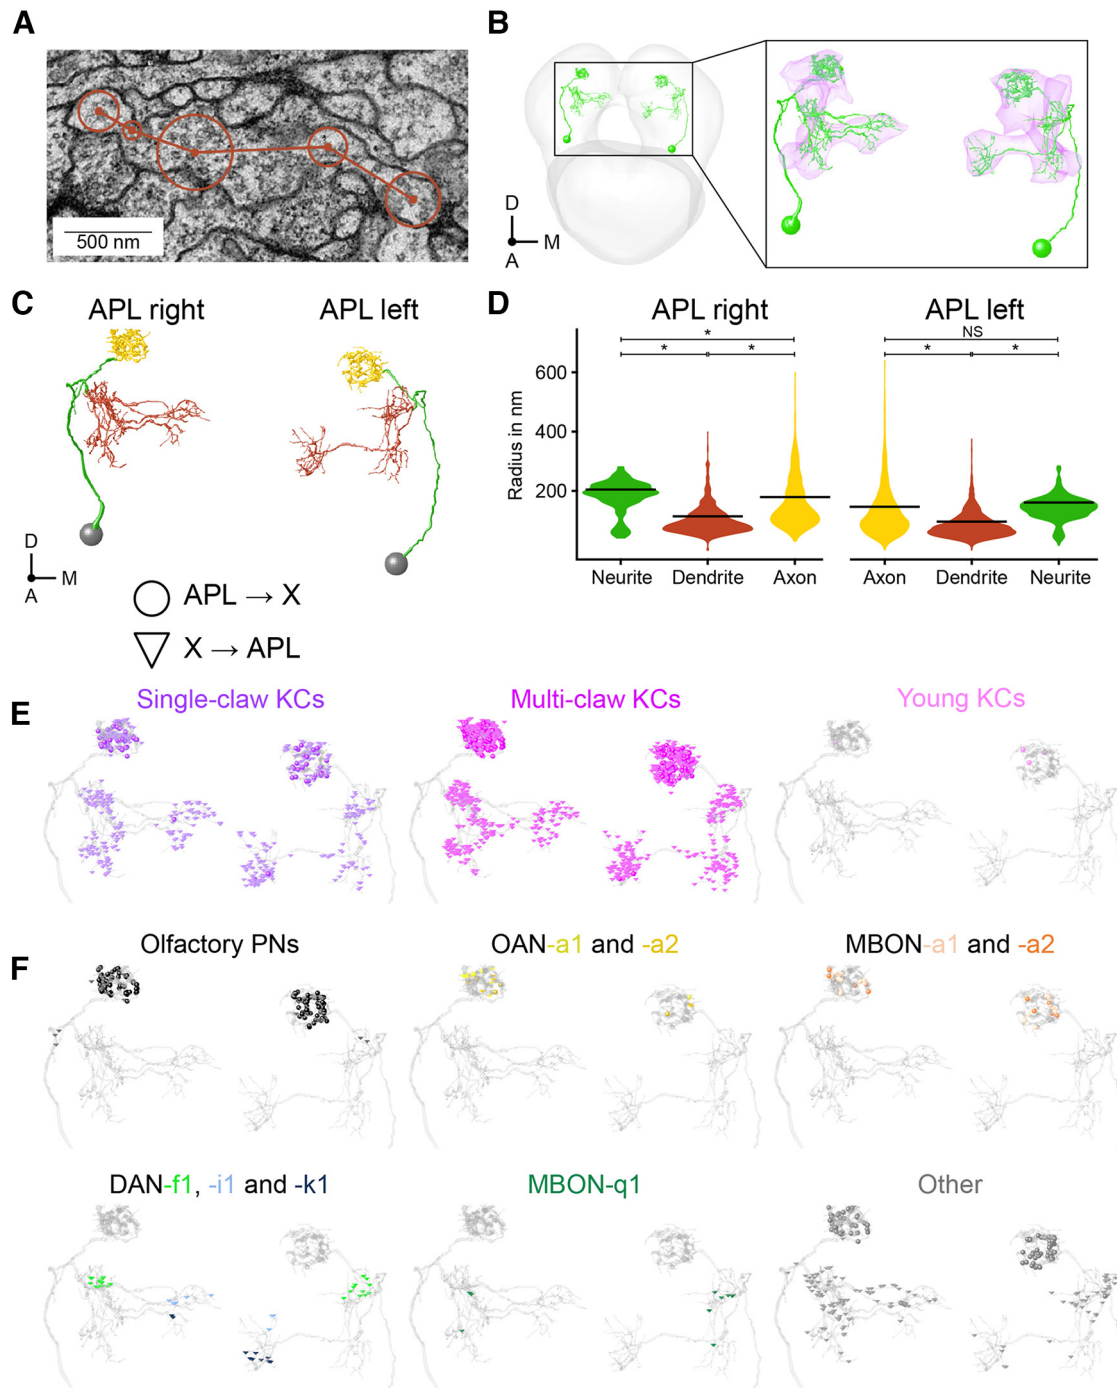 A
500 nm
B
D
M
A
C
APL right
APL left
D
M
A
APL → X
X → APL
D
APL right
APL left
*
NS
*
*
*
*
Radius in nm
600
400
200
Neurite
Dendrite
Axon
Axon
Dendrite
Neurite
E
Single-claw KCs
Multi-claw KCs
Young KCs
F
Olfactory PNs
OAN-a1 and -a2
MBON-a1 and -a2
DAN-f1, -i1 and -k1
MBON-q1
Other